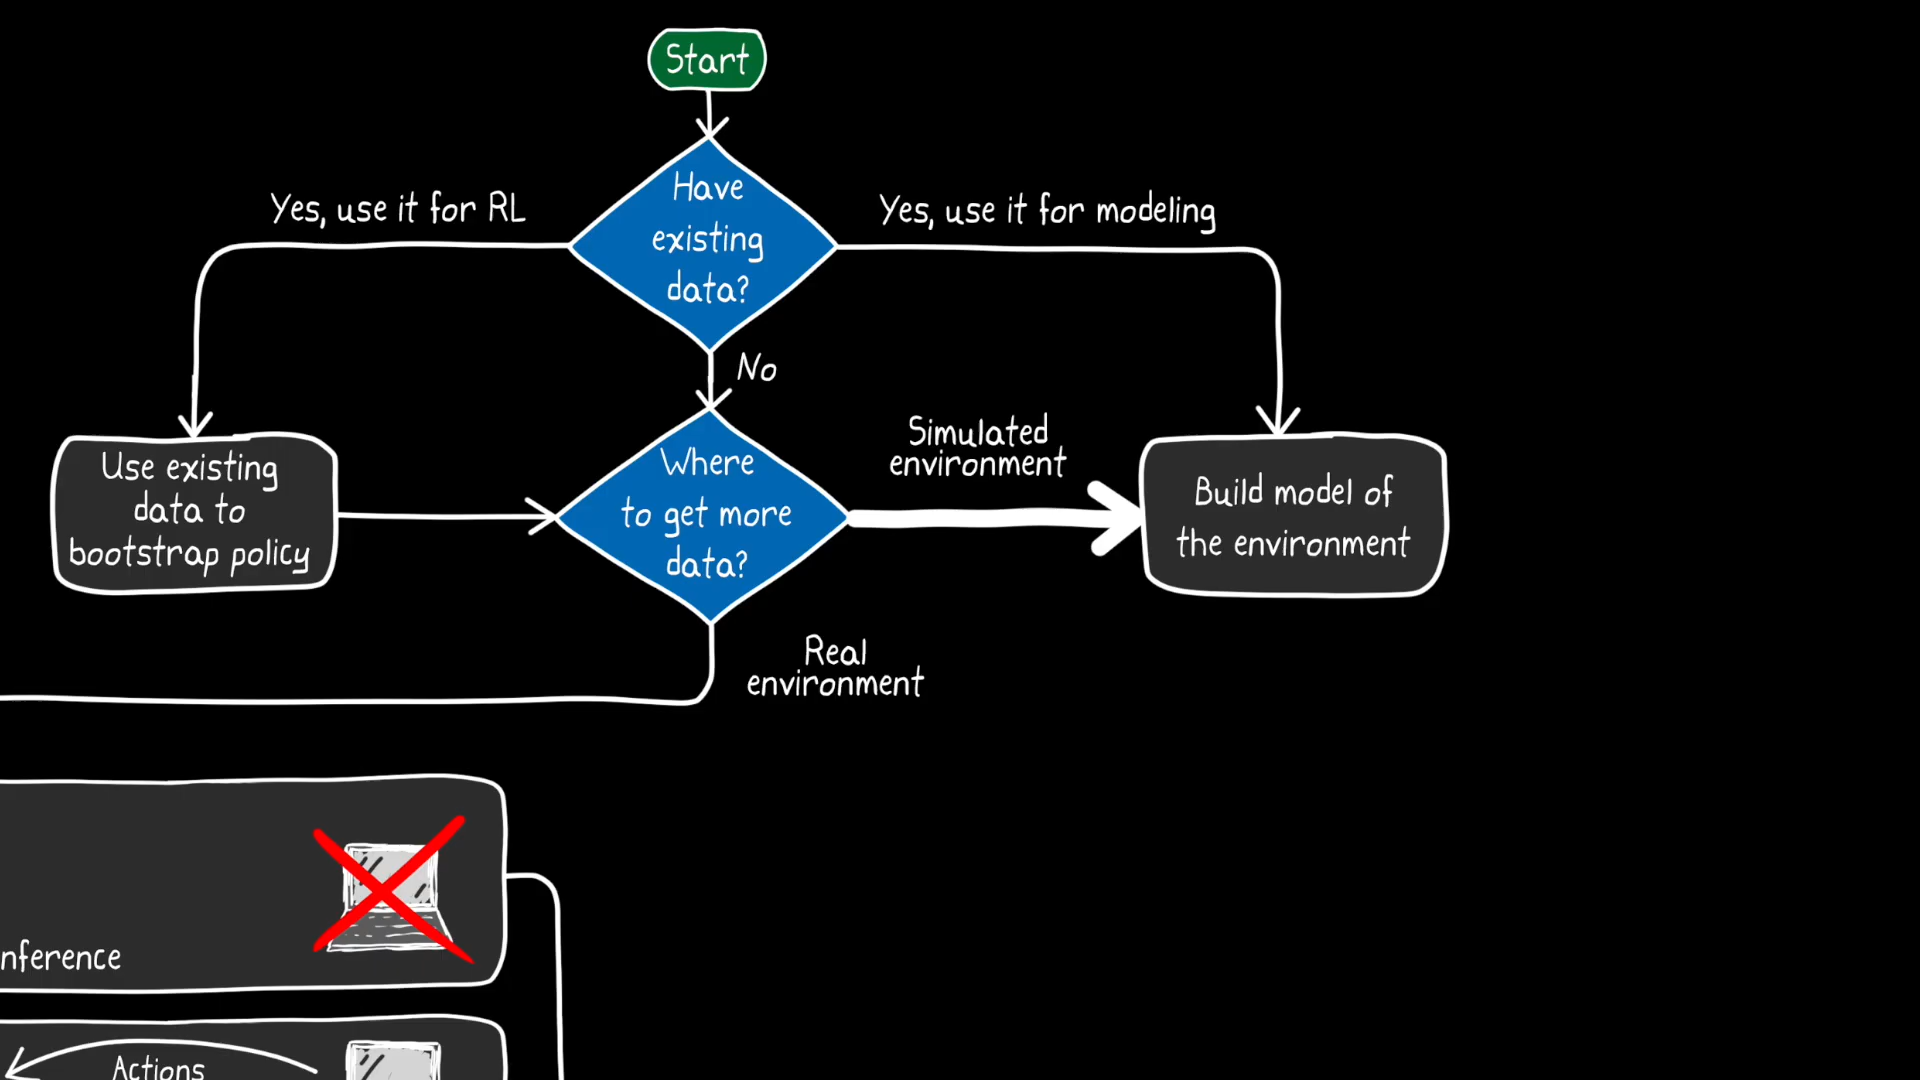 Start
Have
existing
data?
Yes, use it for RL
Yes, use it for modeling
No
Use existing
data to
bootstrap policy
Where
to get more
data?
Simulated
environment
Build model of
the environment
Real
environment
nference
Actions